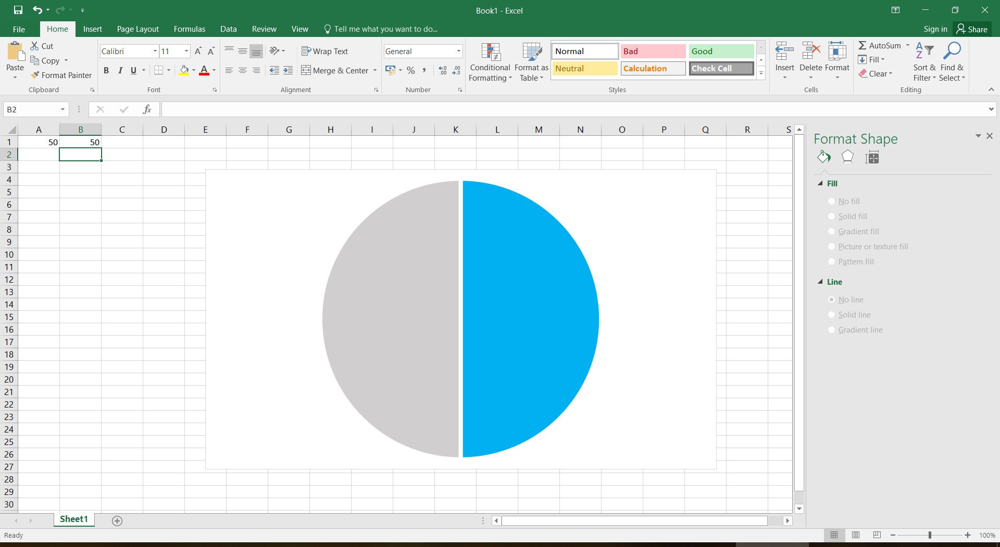 Book1 - Excel
File Home Insert Page Layout Formulas Data Review View Tell me what you want to do... Sign in Share
Paste
Cut
Copy
Format Painter
Clipboard
Calibri 11
B I U
Font
Wrap Text
Merge & Center
Alignment
General
Number
Conditional Formatting
Format as Table
Normal Bad Good
Neutral Calculation Check Cell
Styles
Insert Delete Format
Cells
AutoSum
Fill
Clear
Sort & Filter
Find & Select
Editing
B2 fx
A B C D E F G H I J K L M N O P Q R S
1 50 50
2
3
4
5
6
7
8
9
10
11
12
13
14
15
16
17
18
19
20
21
22
23
24
25
26
27
28
29
30
Format Shape
Fill
No fill
Solid fill
Gradient fill
Picture or texture fill
Pattern fill
Line
No line
Solid line
Gradient line
Sheet1
Ready 100%